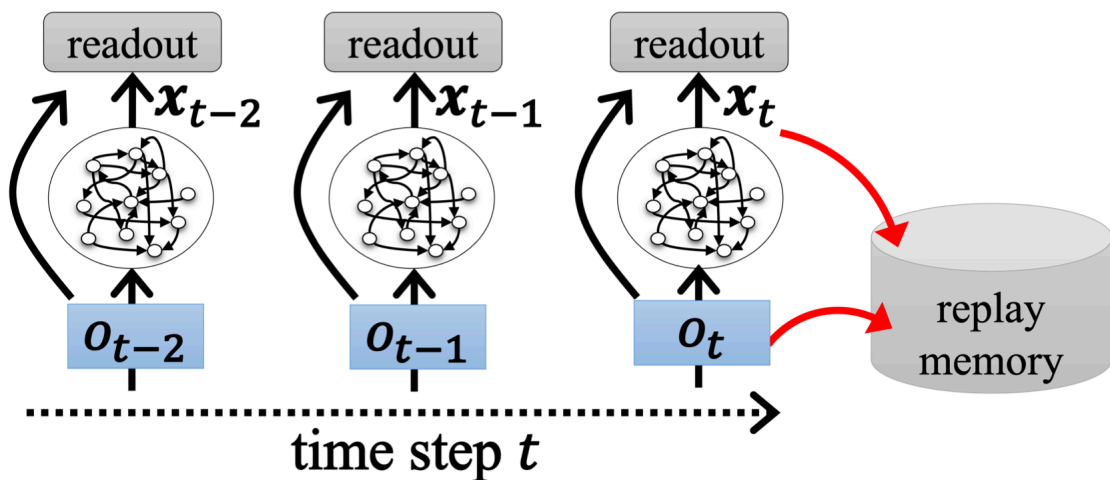 readout
readout
readout
x_{t-2}
x_{t-1}
x_t
o_{t-2}
o_{t-1}
o_t
replay
memory
time step t